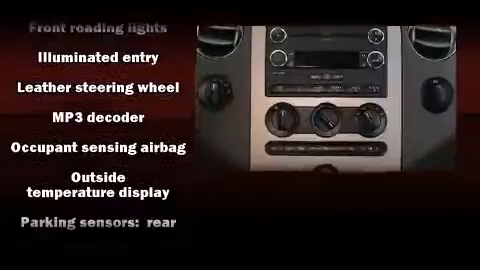 Front reading lights
Illuminated entry
Leather steering wheel
MP3 decoder
Occupant sensing airbag
Outside
temperature display
Parking sensors: rear